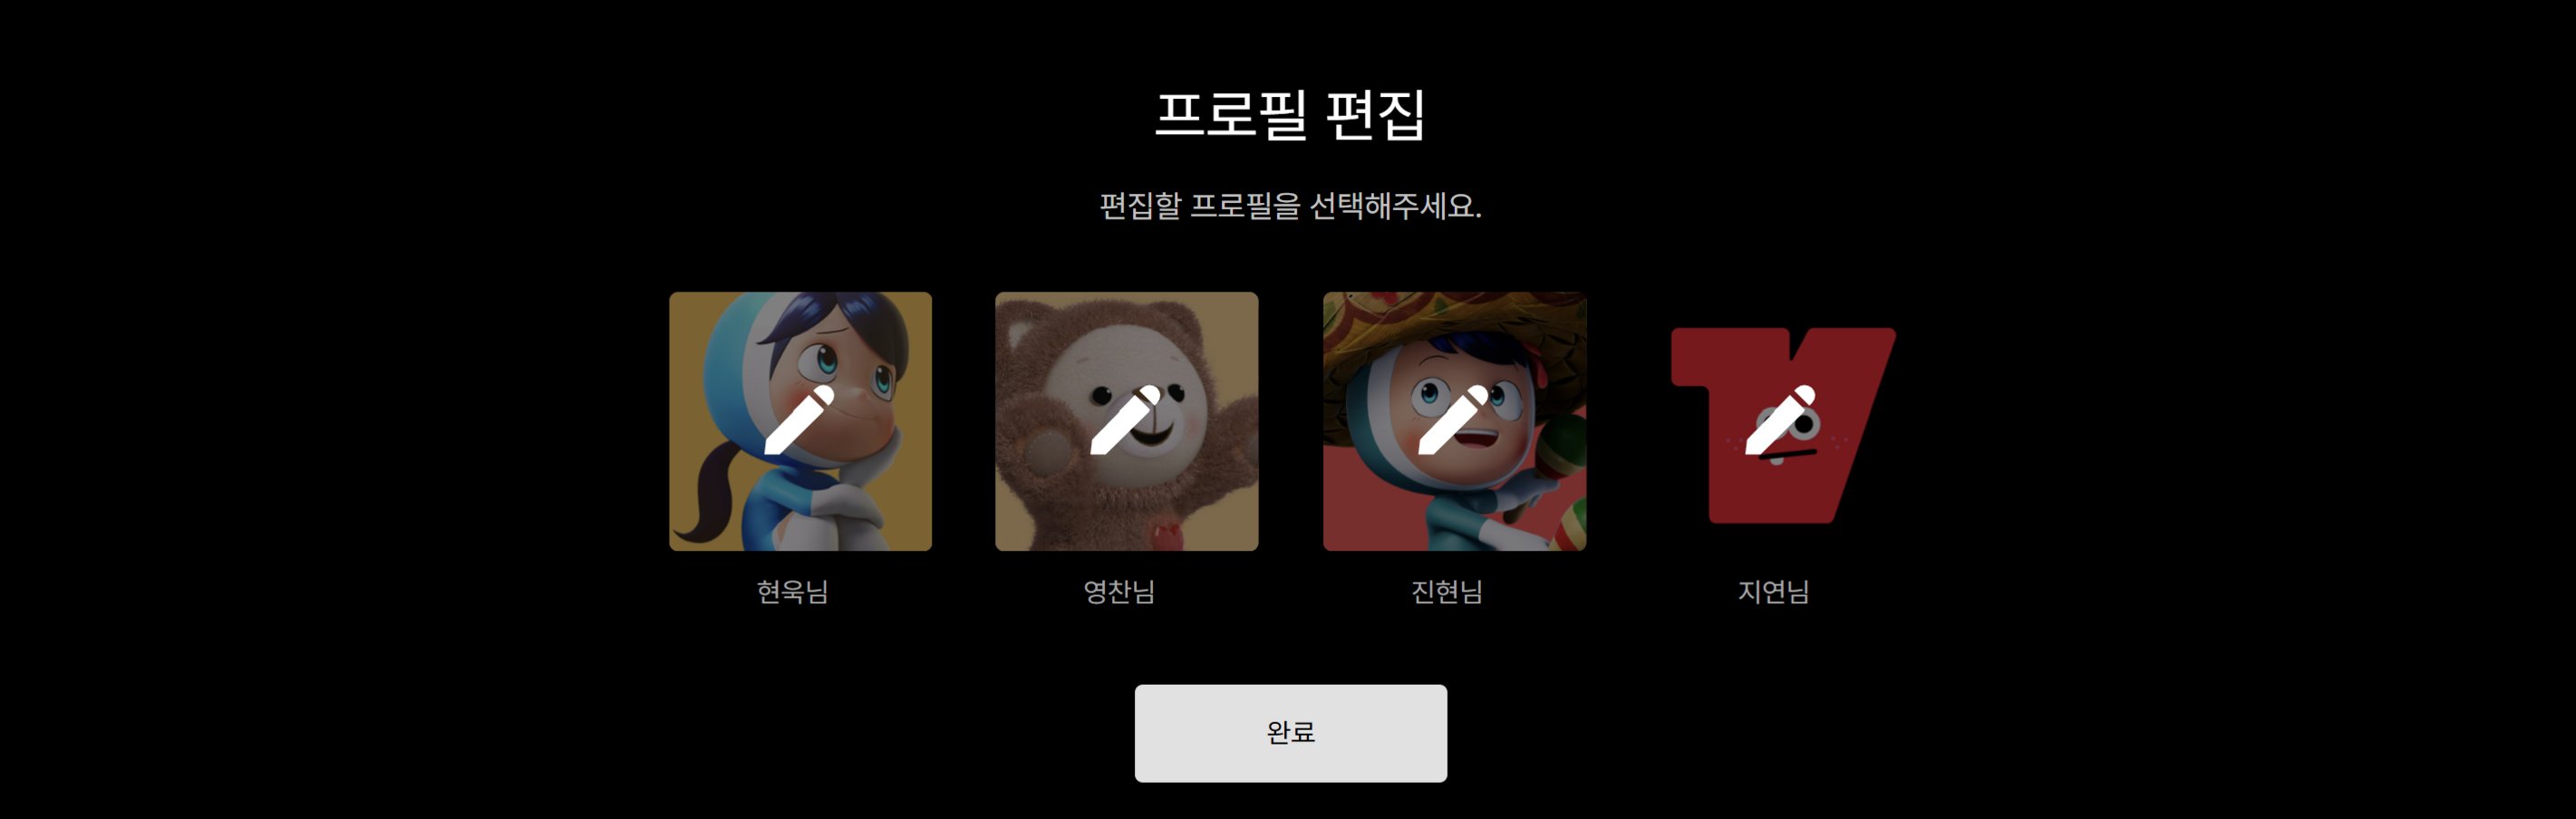 프로필 편집
편집할 프로필을 선택해주세요.
현욱님
영찬님
진현님
지연님
완료